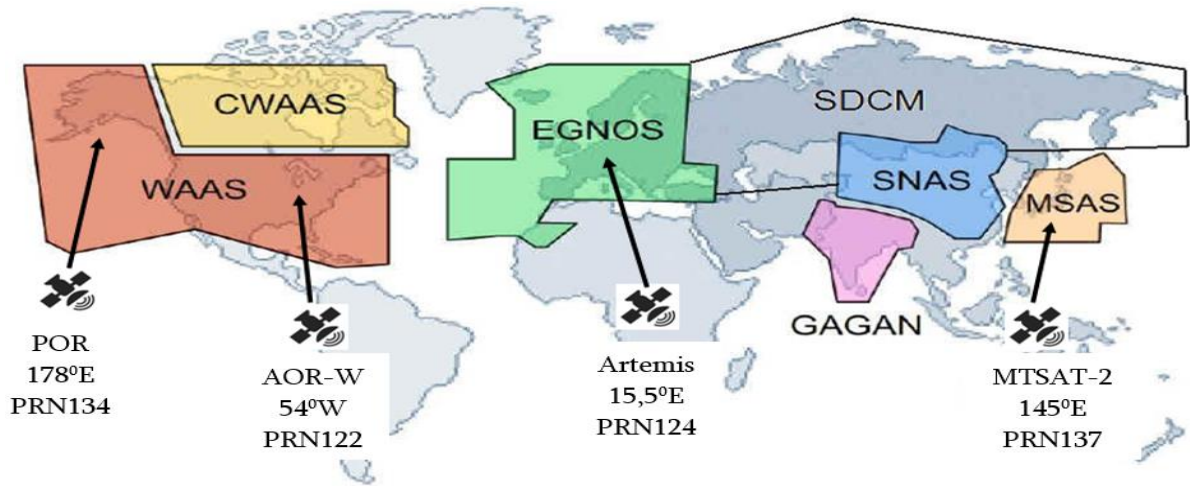 CWAAS
WAAS
EGNOS
SDCM
SNAS
MSAS
GAGAN
POR
178⁰E
PRN134
AOR-W
54⁰W
PRN122
Artemis
15,5⁰E
PRN124
MTSAT-2
145⁰E
PRN137